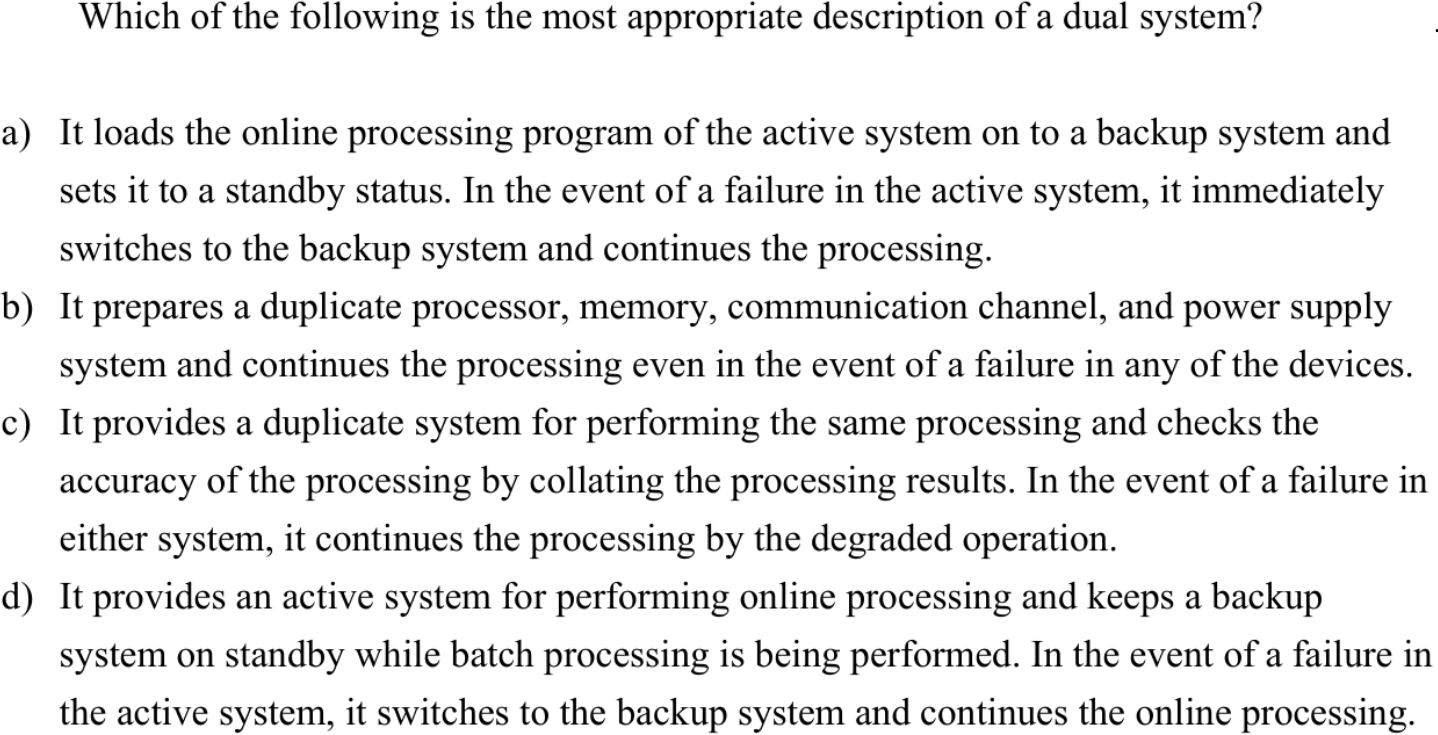 Which of the following is the most appropriate description of a dual system?
a) It loads the online processing program of the active system on to a backup system and
sets it to a standby status. In the event of a failure in the active system, it immediately
switches to the backup system and continues the processing.
b) It prepares a duplicate processor, memory, communication channel, and power supply
system and continues the processing even in the event of a failure in any of the devices.
c) It provides a duplicate system for performing the same processing and checks the
accuracy of the processing by collating the processing results. In the event of a failure in
either system, it continues the processing by the degraded operation.
d) It provides an active system for performing online processing and keeps a backup
system on standby while batch processing is being performed. In the event of a failure in
the active system, it switches to the backup system and continues the online processing.